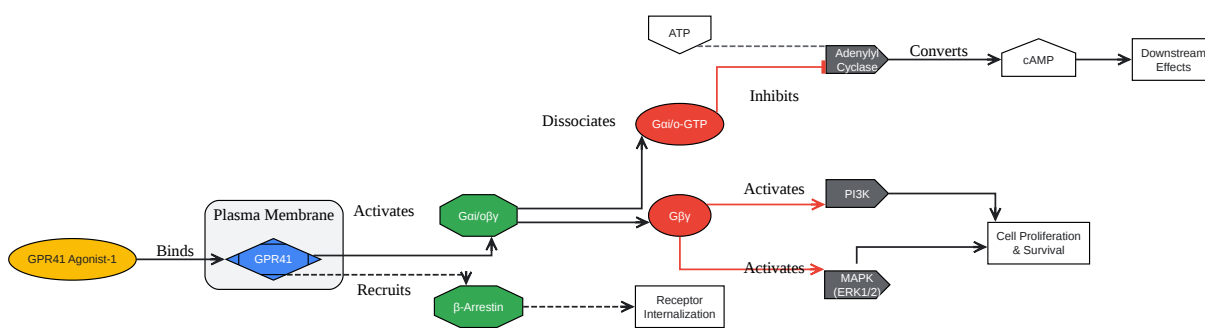 ATP
Adenylyl
Cyclase
Converts
cAMP
Downstream
Effects
Inhibits
Dissociates
Gαi/o-GTP
Activates
PI3K
Plasma Membrane
Activates
Gαi/oβγ
Gβγ
Cell Proliferation
& Survival
GPR41 Agonist-1
Binds
GPR41
Activates
MAPK
(ERK1/2)
Recruits
β-Arrestin
Receptor
Internalization